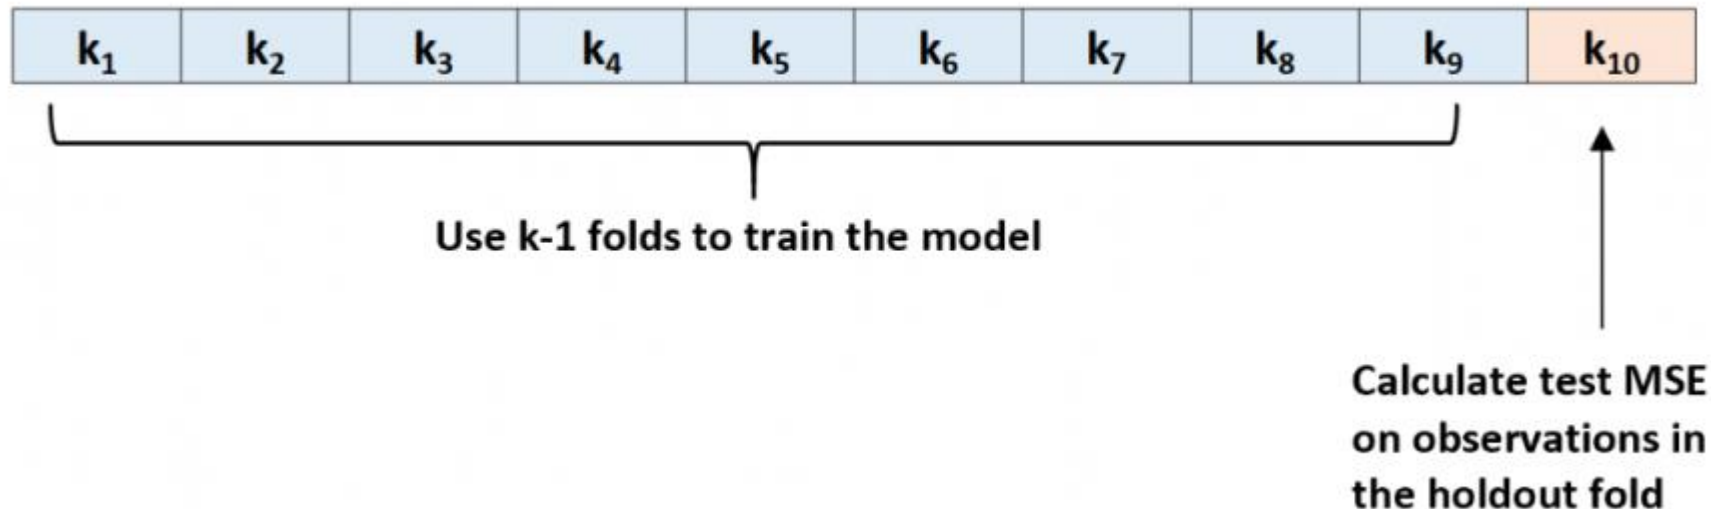 k₁ k₂ k₃ k₄ k₅ k₆ k₇ k₈ k₉ k₁₀
Use k-1 folds to train the model
Calculate test MSE
on observations in
the holdout fold